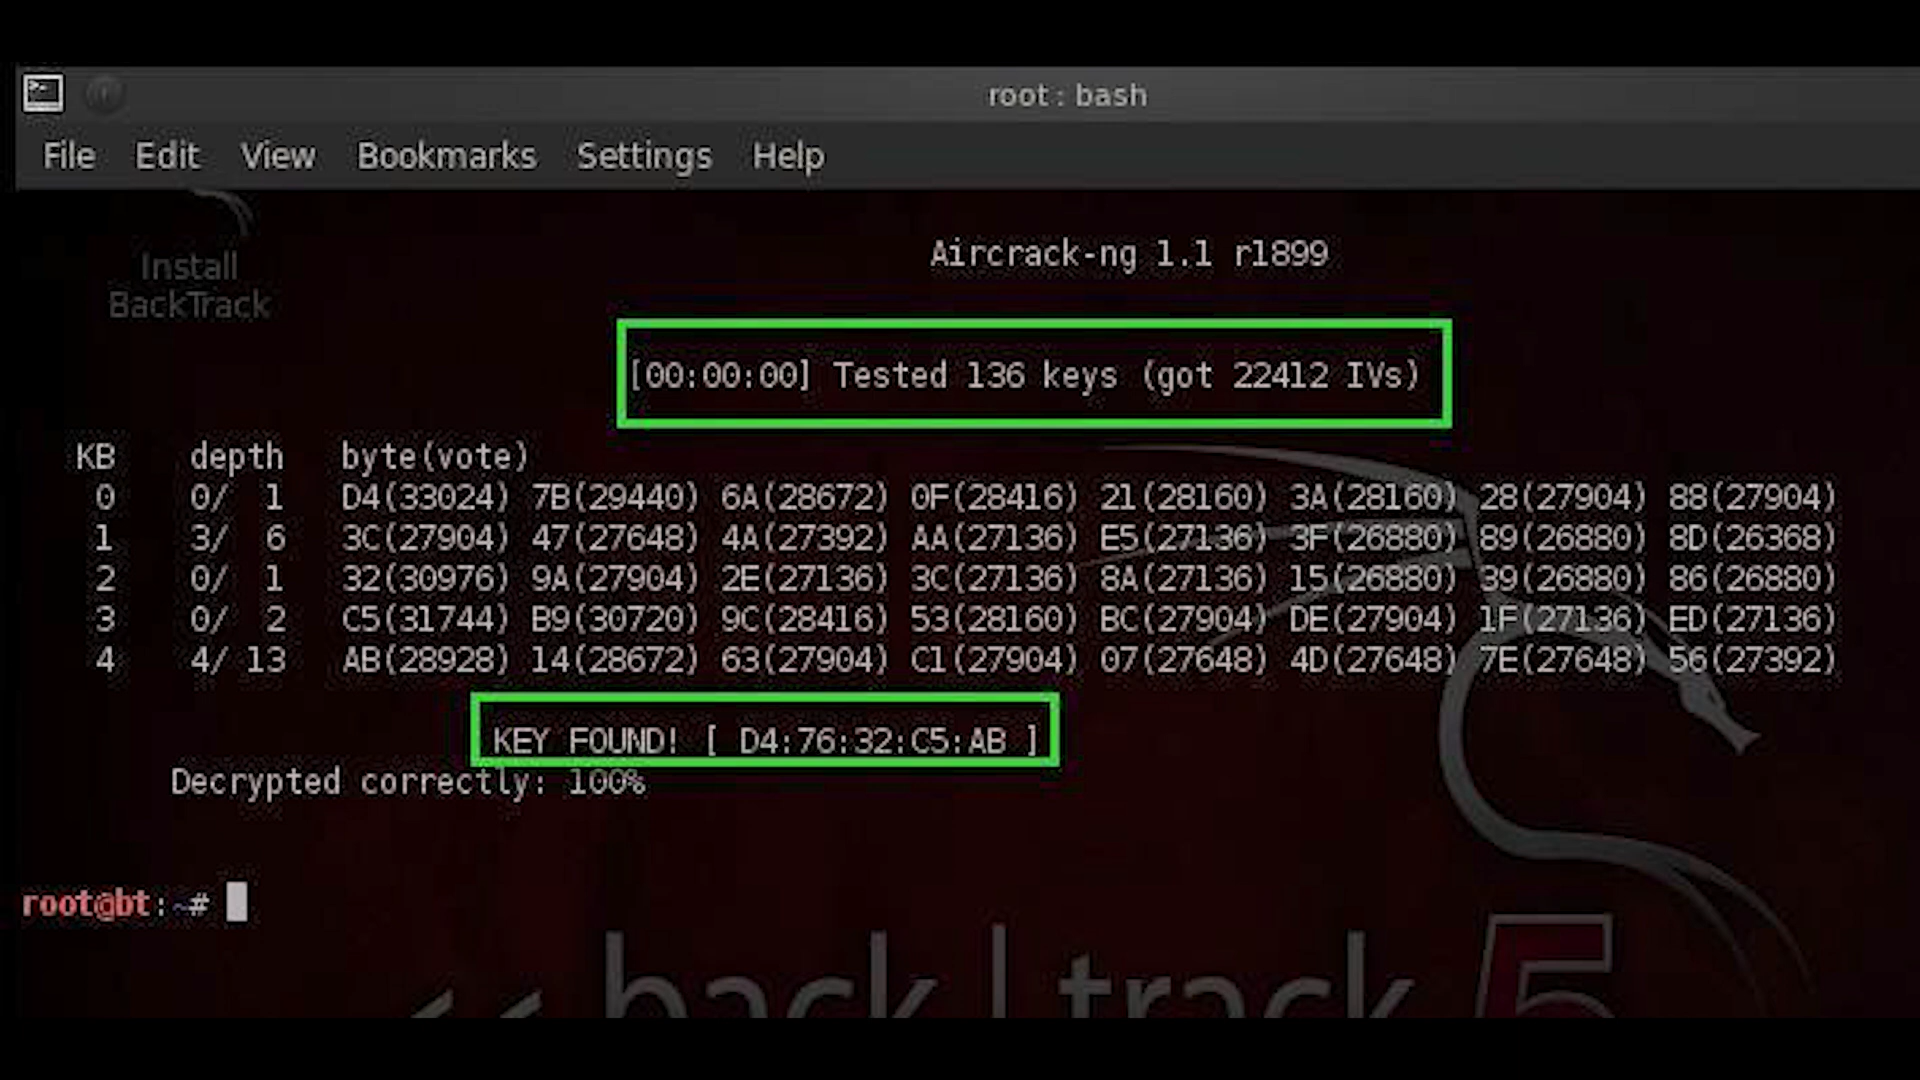 root : bash
File Edit View Bookmarks Settings Help
Install
BackTrack
Aircrack-ng 1.1 r1899
[00:00:00] Tested 136 keys (got 22412 IVs)
KB depth byte(vote)
0 0/ 1 D4(33024) 7B(29440) 6A(28672) 0F(28416) 21(28160) 3A(28160) 28(27904) 88(27904)
1 3/ 6 3C(27904) 47(27648) 4A(27392) AA(27136) E5(27136) 3F(26880) 89(26880) 8D(26368)
2 0/ 1 32(30976) 9A(27904) 2E(27136) 3C(27136) 8A(27136) 15(26880) 39(26880) 86(26880)
3 0/ 2 C5(31744) B9(30720) 9C(28416) 53(28160) BC(27904) DE(27904) 1F(27136) ED(27136)
4 4/ 13 AB(28928) 14(28672) 63(27904) C1(27904) 07(27648) 4D(27648) 7E(27648) 56(27392)
KEY FOUND! [ D4:76:32:C5:AB ]
Decrypted correctly: 100%
root@bt:~#
<< back | track 5